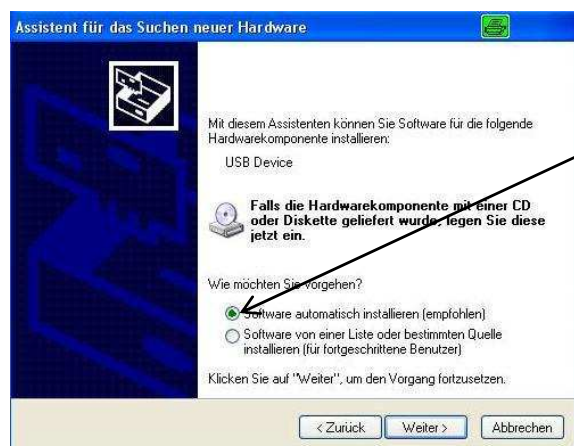 Assistent für das Suchen neuer Hardware
Mit diesem Assistenten können Sie Software für die folgende
Hardwarekomponente installieren:
USB Device
Falls die Hardwarekomponente mit einer CD
oder Diskette geliefert wurde, legen Sie diese
jetzt ein.
Wie möchten Sie vorgehen?
Software automatisch installieren (empfohlen)
Software von einer Liste oder bestimmten Quelle
installieren (für fortgeschrittene Benutzer)
Klicken Sie auf "Weiter", um den Vorgang fortzusetzen.
< Zurück Weiter > Abbrechen